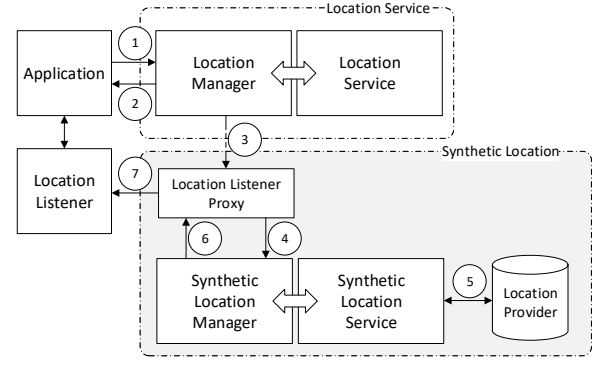 Location Service
1
Application
Location
Manager
Location
Service
2
3
Synthetic Location
Location
Listener
7
Location Listener
Proxy
6
4
Synthetic
Location
Manager
Synthetic
Location
Service
5
Location
Provider